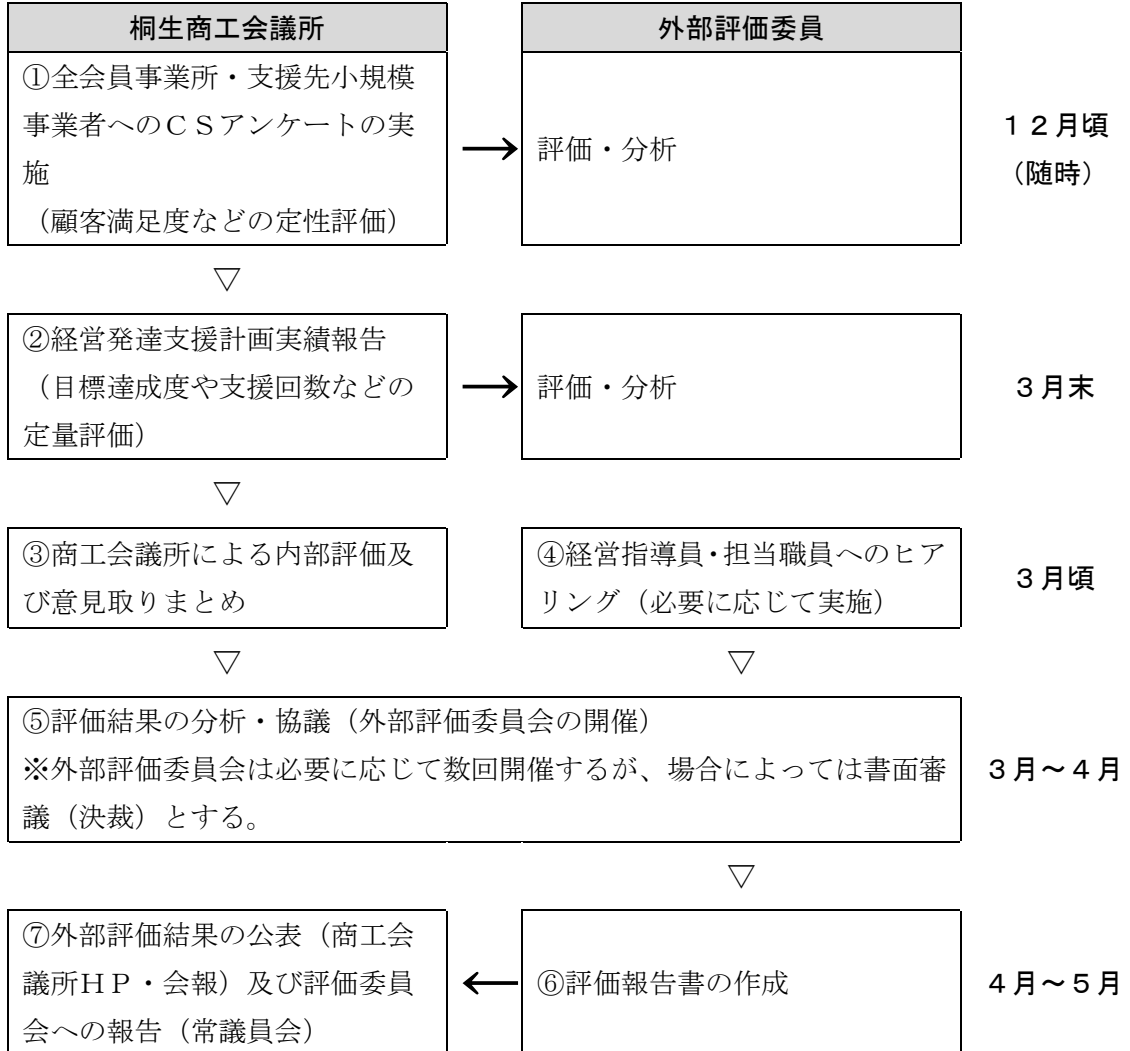 桐生商工会議所
外部評価委員
①全会員事業所・支援先小規模
事業者へのＣＳアンケートの実
施
（顧客満足度などの定性評価）
→
評価・分析
１２月頃
（随時）
▽
②経営発達支援計画実績報告
（目標達成度や支援回数などの
定量評価）
→
評価・分析
３月末
▽
③商工会議所による内部評価及
び意見取りまとめ
④経営指導員・担当職員へのヒア
リング（必要に応じて実施）
３月頃
▽
▽
⑤評価結果の分析・協議（外部評価委員会の開催）
※外部評価委員会は必要に応じて数回開催するが、場合によっては書面審
議（決裁）とする。
３月～４月
▽
⑦外部評価結果の公表（商工会
議所ＨＰ・会報）及び評価委員
会への報告（常議員会）
←
⑥評価報告書の作成
４月～５月